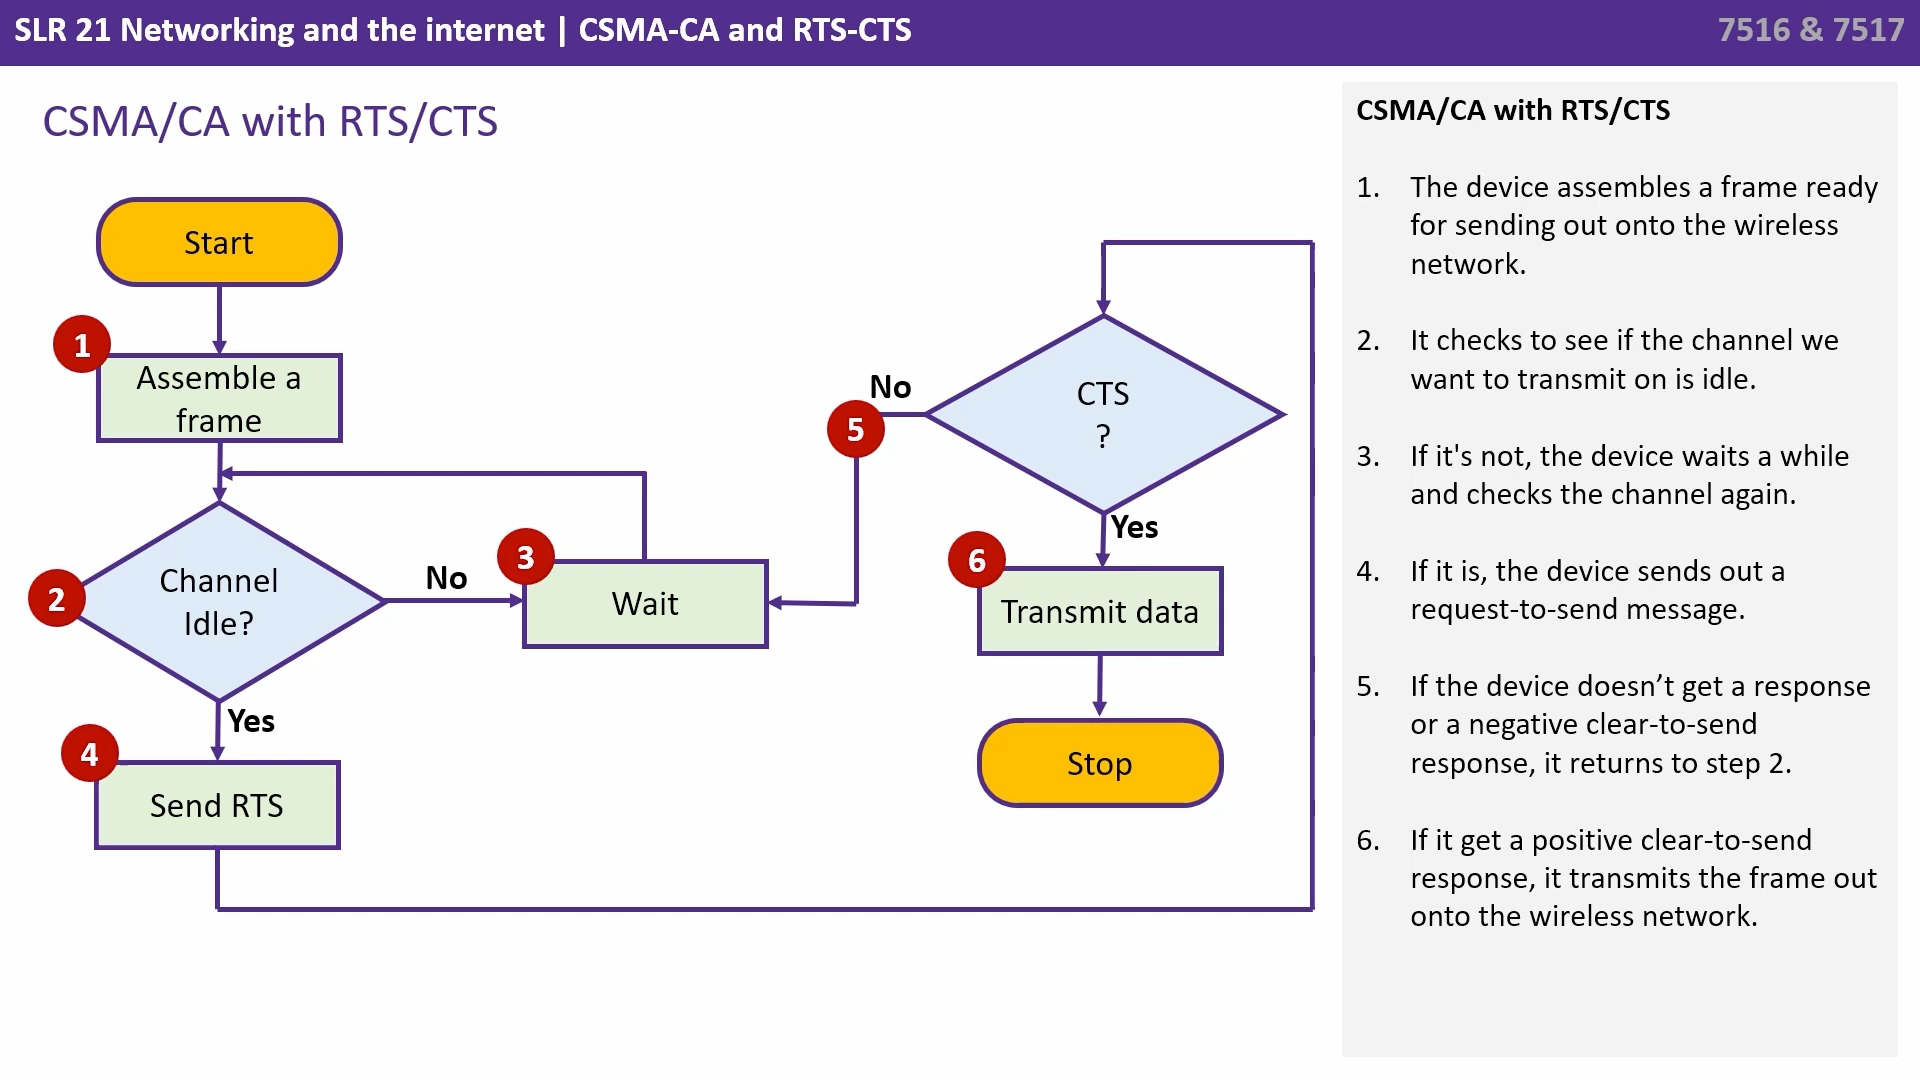 SLR 21 Networking and the internet | CSMA-CA and RTS-CTS
7516 & 7517
CSMA/CA with RTS/CTS
Start
1
Assemble a
frame
2
Channel
Idle?
No
3
Wait
Yes
4
Send RTS
CTS
?
No
5
Yes
6
Transmit data
Stop
CSMA/CA with RTS/CTS
1. The device assembles a frame ready
for sending out onto the wireless
network.
2. It checks to see if the channel we
want to transmit on is idle.
3. If it's not, the device waits a while
and checks the channel again.
4. If it is, the device sends out a
request-to-send message.
5. If the device doesn’t get a response
or a negative clear-to-send
response, it returns to step 2.
6. If it get a positive clear-to-send
response, it transmits the frame out
onto the wireless network.